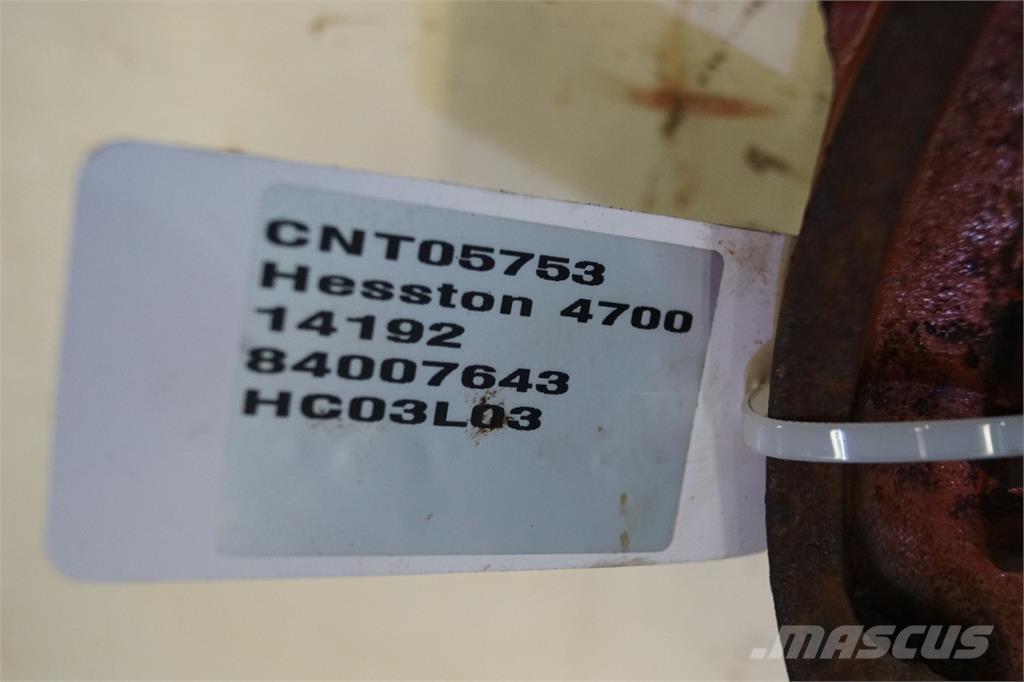 CNT05753
Hesston 4700
14192
84007643
HC03L03
MASCUS